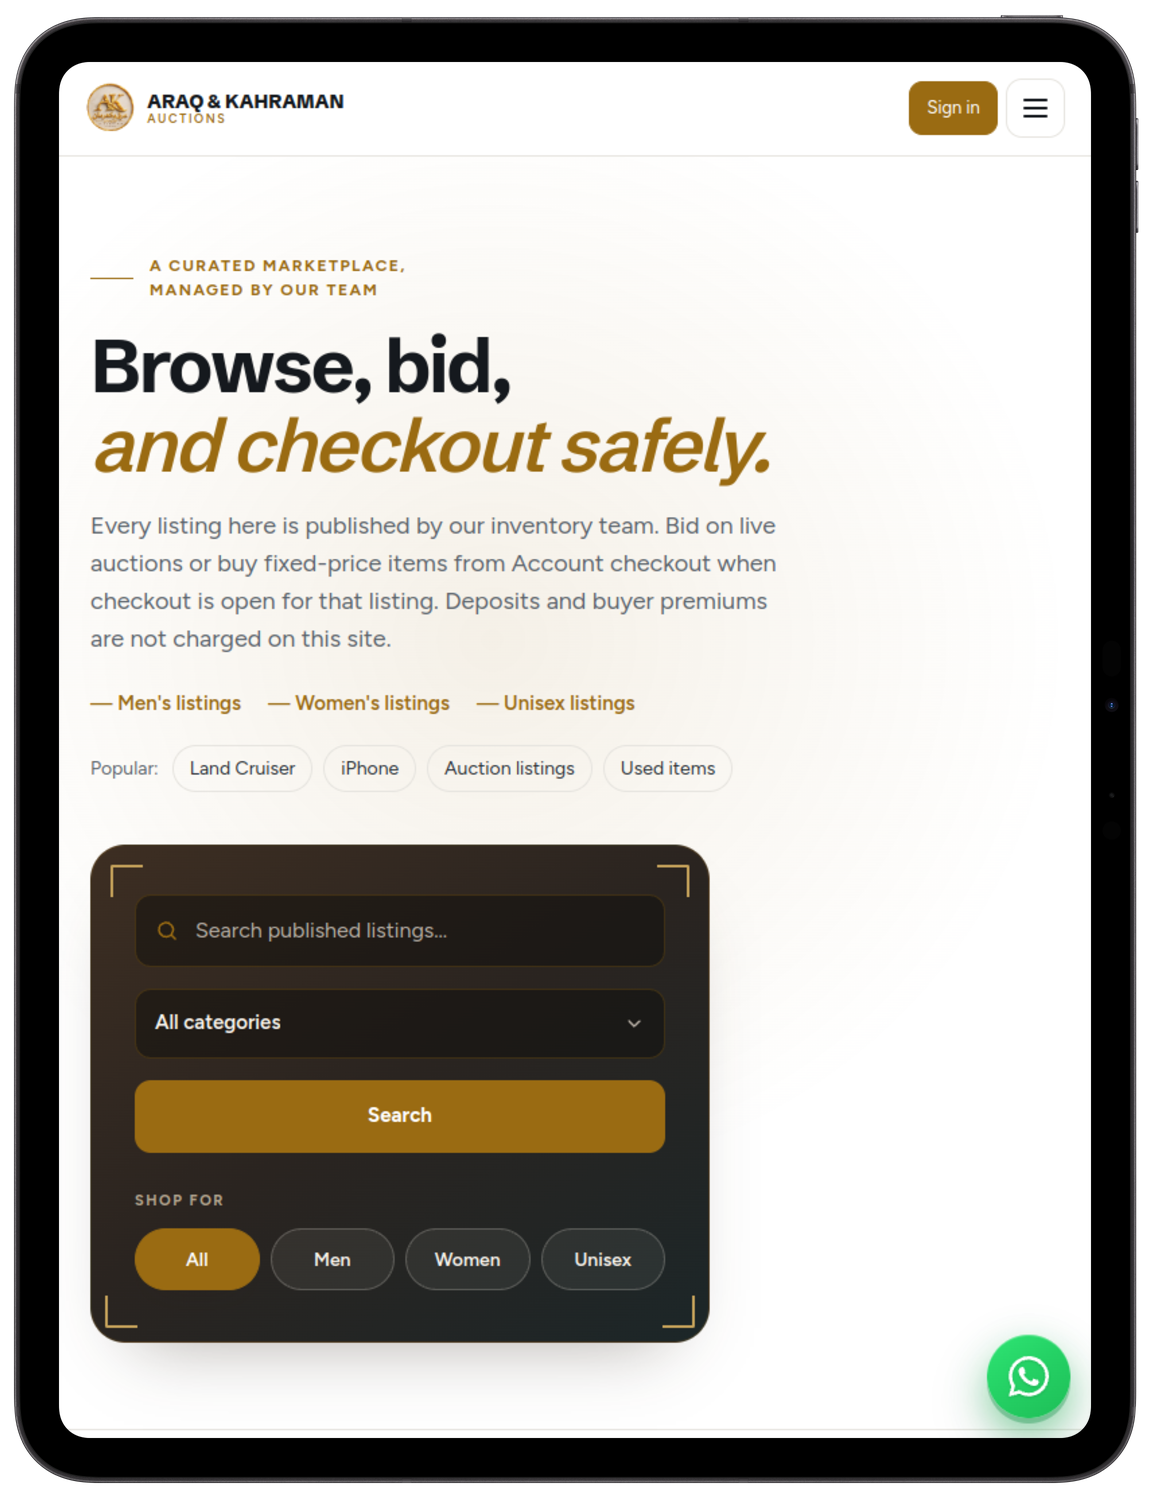 ARAQ & KAHRAMAN
AUCTIONS
Sign in
A CURATED MARKETPLACE,
MANAGED BY OUR TEAM
Browse, bid,
and checkout safely.
Every listing here is published by our inventory team. Bid on live
auctions or buy fixed-price items from Account checkout when
checkout is open for that listing. Deposits and buyer premiums
are not charged on this site.
— Men's listings — Women's listings — Unisex listings
Popular: Land Cruiser iPhone Auction listings Used items
Search published listings...
All categories
Search
SHOP FOR
All Men Women Unisex